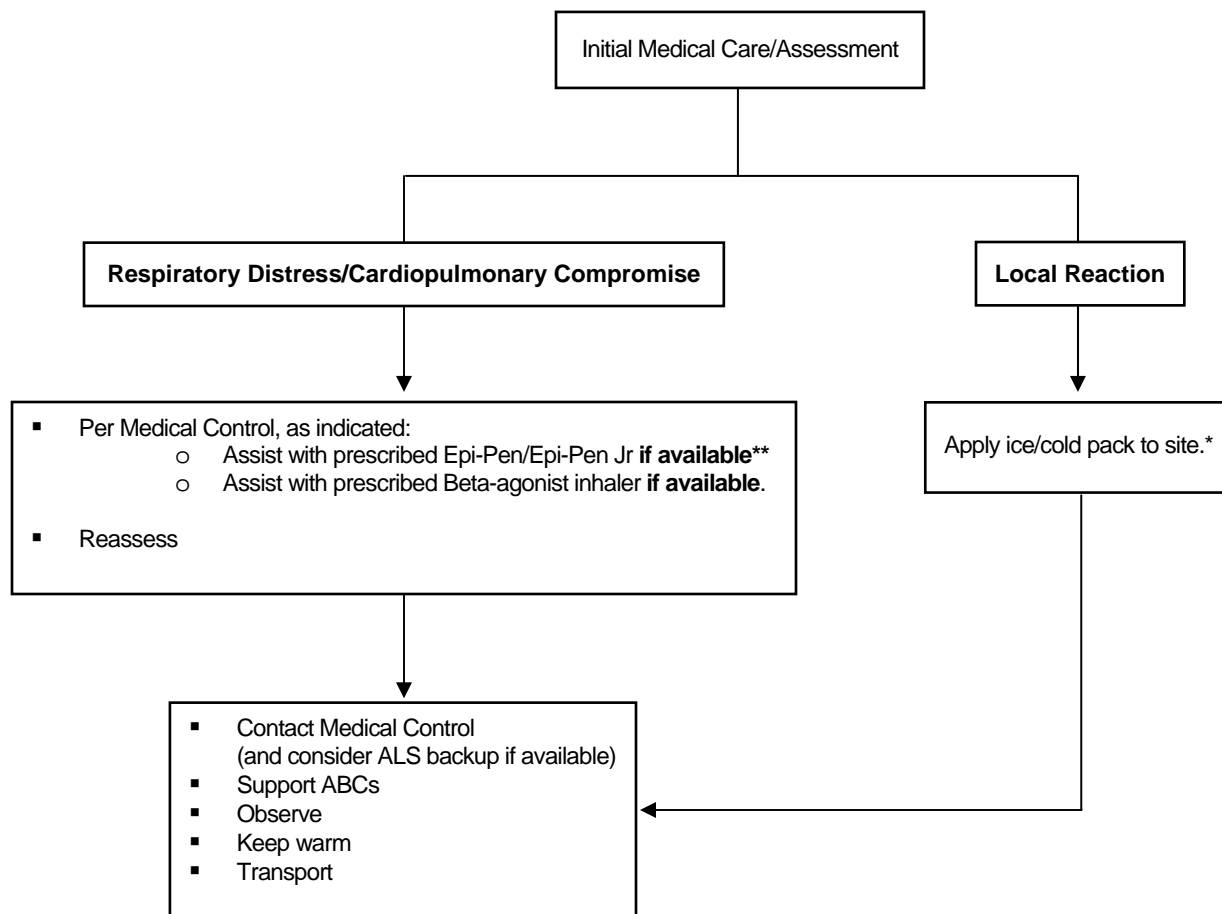 Initial Medical Care/Assessment
Respiratory Distress/Cardiopulmonary Compromise
Local Reaction
▪ Per Medical Control, as indicated:
o Assist with prescribed Epi-Pen/Epi-Pen Jr if available**
o Assist with prescribed Beta-agonist inhaler if available.
▪ Reassess
Apply ice/cold pack to site.*
▪ Contact Medical Control
(and consider ALS backup if available)
▪ Support ABCs
▪ Observe
▪ Keep warm
▪ Transport